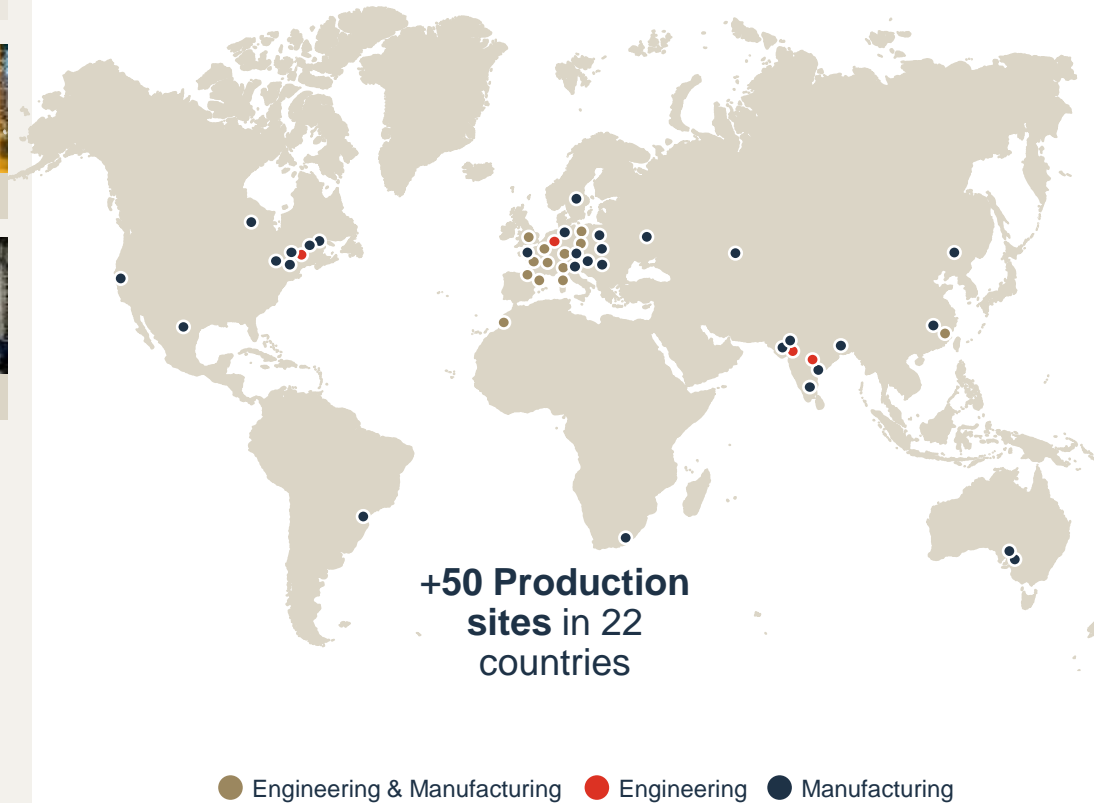 +50 Production
sites in 22
countries
Engineering & Manufacturing
Engineering
Manufacturing